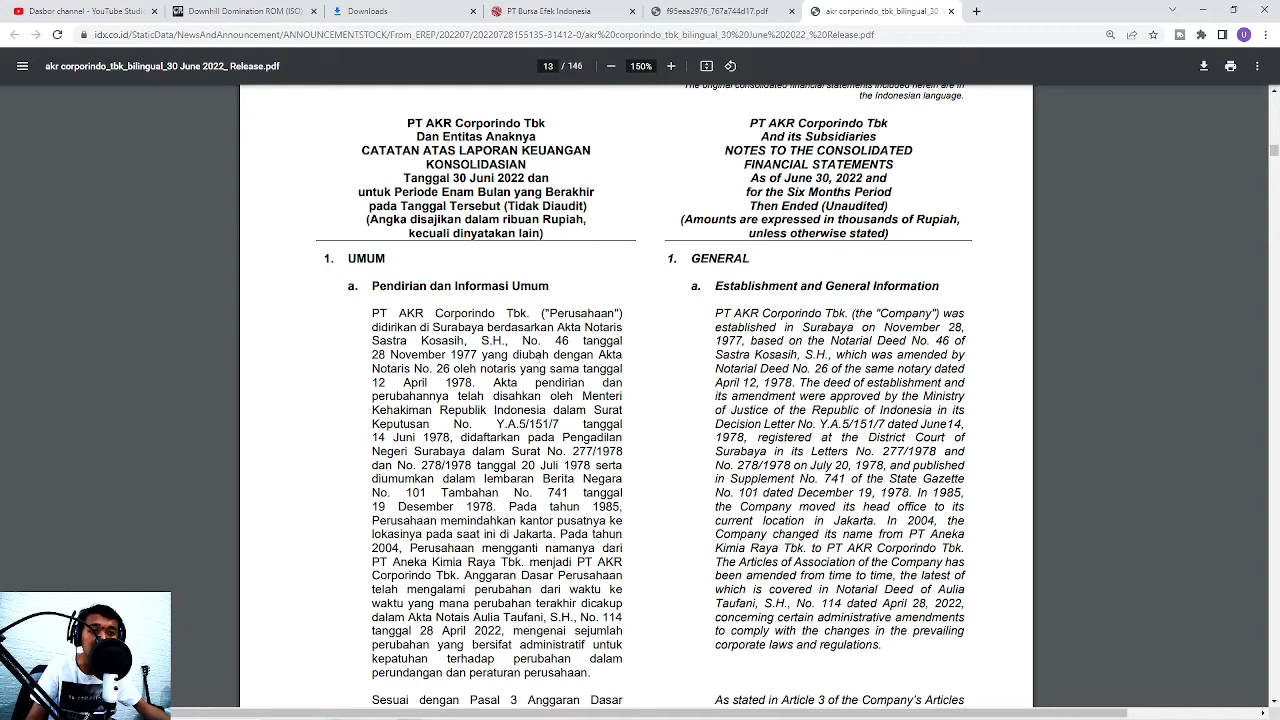 Dasbor channel - YouTube Studio
Downhill Domination ROM (ISO)
Downloads
PT Bursa Efek Indonesia
f95eaa2976_767a744d17.pdf
akr corporindo_tbk_bilingual_30
idx.co.id/StaticData/NewsAndAnnouncement/ANNOUNCEMENTSTOCK/From_EREP/202207/20220728155135-31412-0/akr%20corporindo_tbk_bilingual_30%20June%202022_%20Release.pdf
akr corporindo_tbk_bilingual_30 June 2022_ Release.pdf
13 / 146
150%
U
The original consolidated financial statements included herein are in
the Indonesian language.
PT AKR Corporindo Tbk
Dan Entitas Anaknya
CATATAN ATAS LAPORAN KEUANGAN
KONSOLIDASIAN
Tanggal 30 Juni 2022 dan
untuk Periode Enam Bulan yang Berakhir
pada Tanggal Tersebut (Tidak Diaudit)
(Angka disajikan dalam ribuan Rupiah,
kecuali dinyatakan lain)
1. UMUM
a. Pendirian dan Informasi Umum
PT AKR Corporindo Tbk. ("Perusahaan")
didirikan di Surabaya berdasarkan Akta Notaris
Sastra Kosasih, S.H., No. 46 tanggal
28 November 1977 yang diubah dengan Akta
Notaris No. 26 oleh notaris yang sama tanggal
12 April 1978. Akta pendirian dan
perubahannya telah disahkan oleh Menteri
Kehakiman Republik Indonesia dalam Surat
Keputusan No. Y.A.5/151/7 tanggal
14 Juni 1978, didaftarkan pada Pengadilan
Negeri Surabaya dalam Surat No. 277/1978
dan No. 278/1978 tanggal 20 Juli 1978 serta
diumumkan dalam lembaran Berita Negara
No. 101 Tambahan No. 741 tanggal
19 Desember 1978. Pada tahun 1985,
Perusahaan memindahkan kantor pusatnya ke
lokasinya pada saat ini di Jakarta. Pada tahun
2004, Perusahaan mengganti namanya dari
PT Aneka Kimia Raya Tbk. menjadi PT AKR
Corporindo Tbk. Anggaran Dasar Perusahaan
telah mengalami perubahan dari waktu ke
waktu yang mana perubahan terakhir dicakup
dalam Akta Notais Aulia Taufani, S.H., No. 114
tanggal 28 April 2022, mengenai sejumlah
perubahan yang bersifat administratif untuk
kepatuhan terhadap perubahan dalam
perundangan dan peraturan perusahaan.
Sesuai dengan Pasal 3 Anggaran Dasar
PT AKR Corporindo Tbk
And its Subsidiaries
NOTES TO THE CONSOLIDATED
FINANCIAL STATEMENTS
As of June 30, 2022 and
for the Six Months Period
Then Ended (Unaudited)
(Amounts are expressed in thousands of Rupiah,
unless otherwise stated)
1. GENERAL
a. Establishment and General Information
PT AKR Corporindo Tbk. (the "Company") was
established in Surabaya on November 28,
1977, based on the Notarial Deed No. 46 of
Sastra Kosasih, S.H., which was amended by
Notarial Deed No. 26 of the same notary dated
April 12, 1978. The deed of establishment and
its amendment were approved by the Ministry
of Justice of the Republic of Indonesia in its
Decision Letter No. Y.A.5/151/7 dated June14,
1978, registered at the District Court of
Surabaya in its Letters No. 277/1978 and
No. 278/1978 on July 20, 1978, and published
in Supplement No. 741 of the State Gazette
No. 101 dated December 19, 1978. In 1985,
the Company moved its head office to its
current location in Jakarta. In 2004, the
Company changed its name from PT Aneka
Kimia Raya Tbk. to PT AKR Corporindo Tbk.
The Articles of Association of the Company has
been amended from time to time, the latest of
which is covered in Notarial Deed of Aulia
Taufani, S.H., No. 114 dated April 28, 2022,
concerning certain administrative amendments
to comply with the changes in the prevailing
corporate laws and regulations.
As stated in Article 3 of the Company's Articles